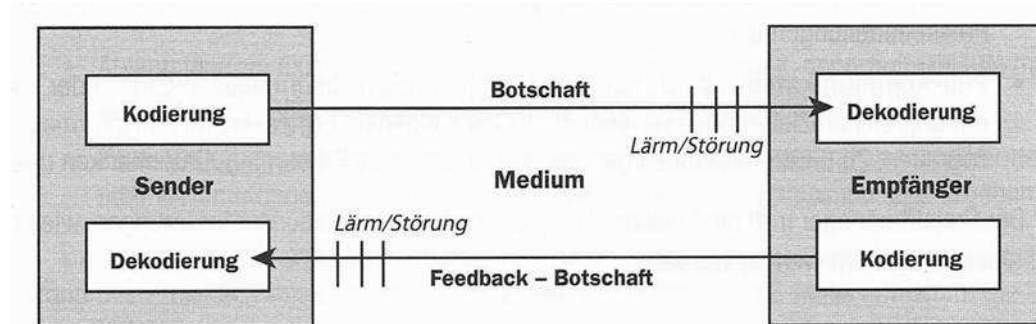 Kodierung
Botschaft
Dekodierung
Lärm/Störung
Sender
Medium
Empfänger
Lärm/Störung
Dekodierung
Feedback – Botschaft
Kodierung